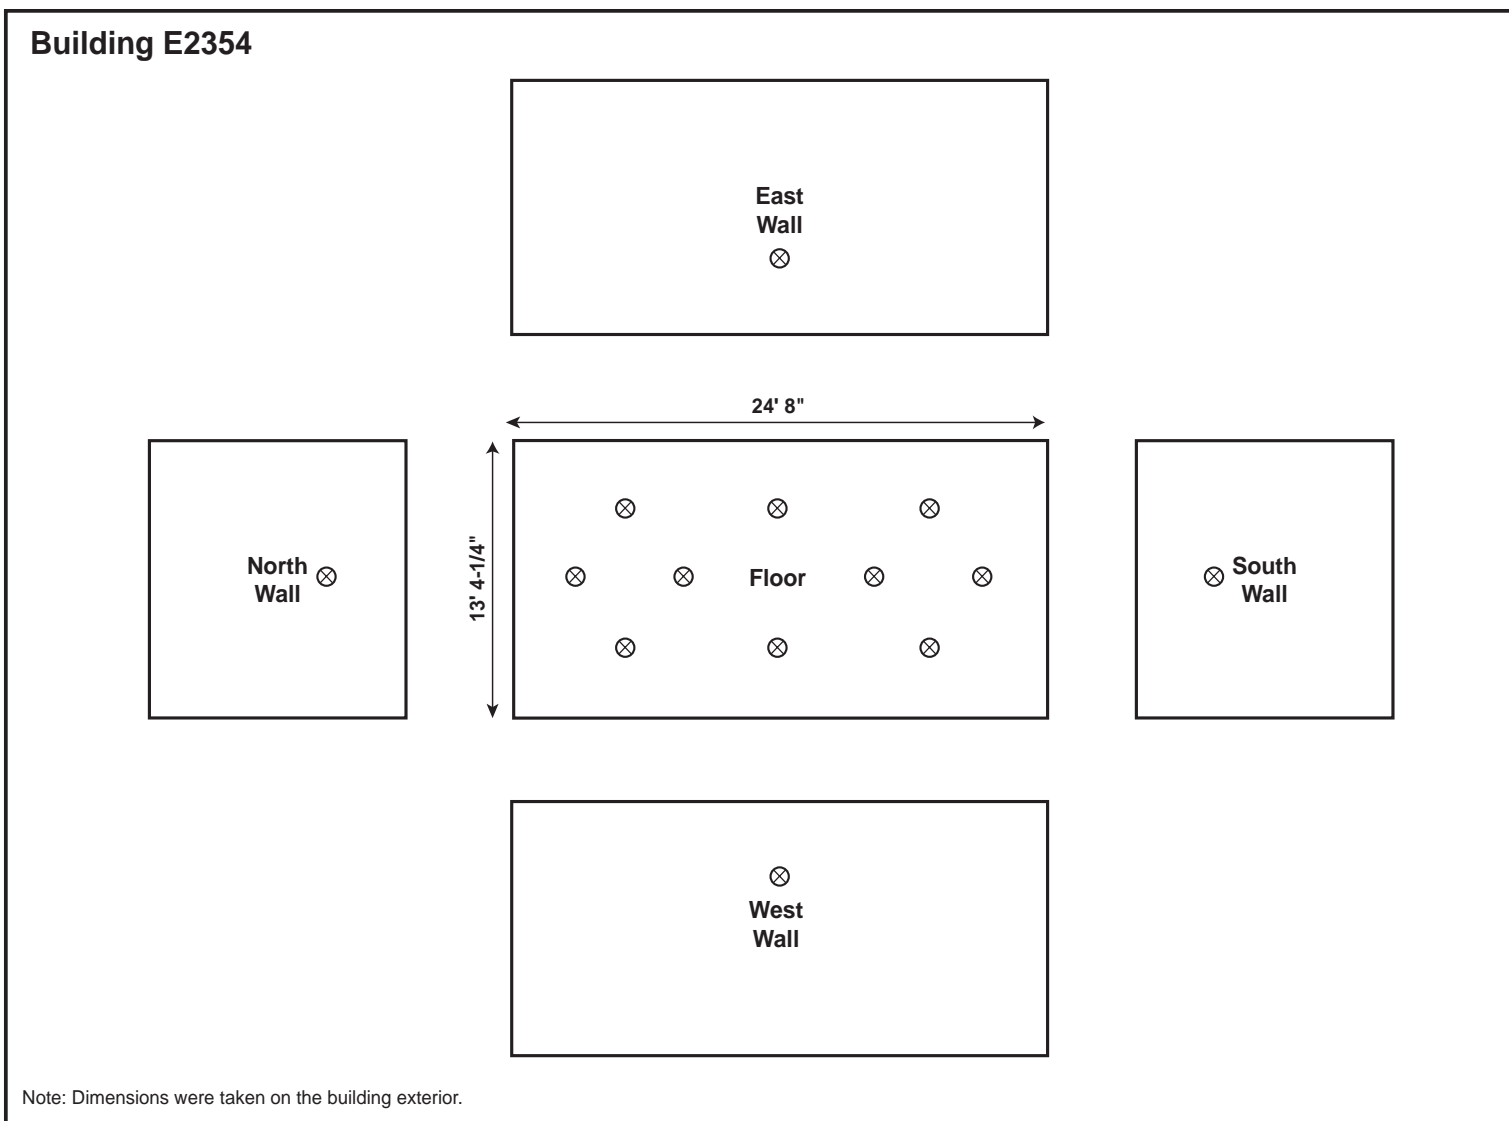 Building E2354
East
Wall
24' 8"
13' 4-1/4"
North
Wall
Floor
South
Wall
West
Wall
Note: Dimensions were taken on the building exterior.